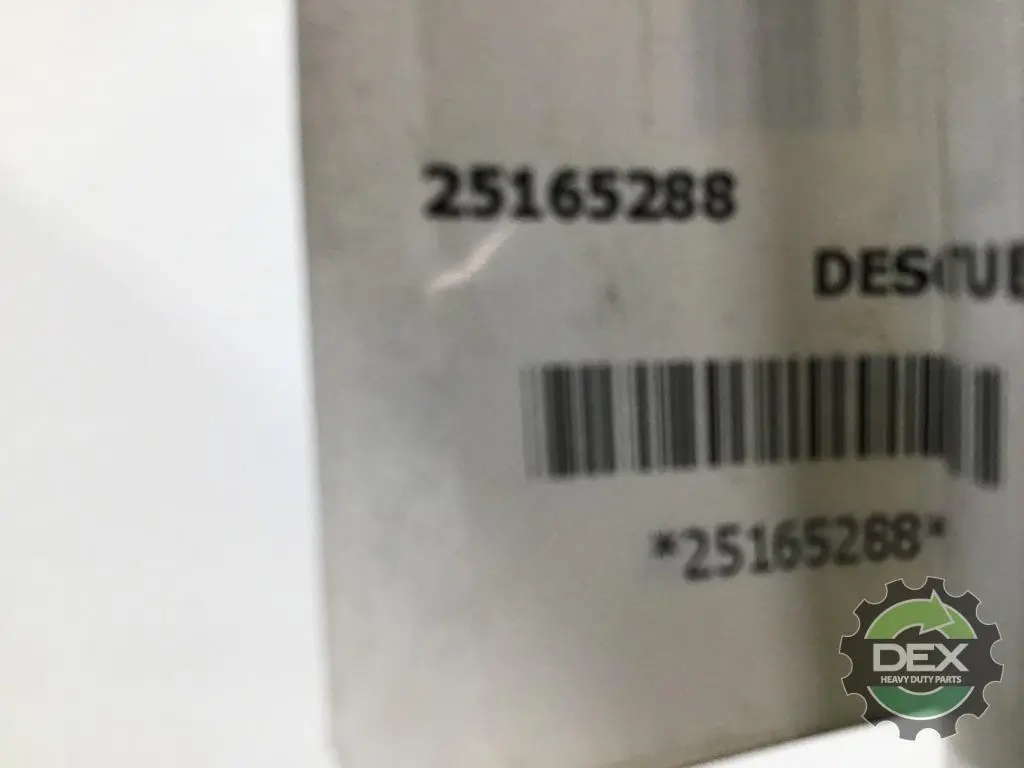 25165288
*25165288*
DEX
HEAVY DUTY PARTS